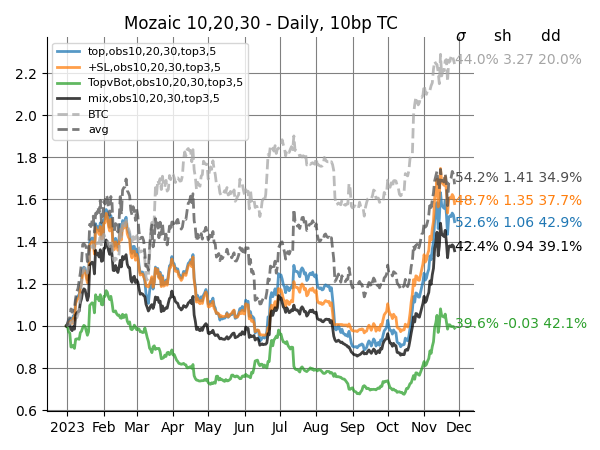 Mozaic 10,20,30 - Daily, 10bp TC
σ sh dd
top,obs10,20,30,top3,5
+SL,obs10,20,30,top3,5
TopvBot,obs10,20,30,top3,5
mix,obs10,20,30,top3,5
BTC
avg
44.0% 3.27 20.0%
54.2% 1.41 34.9%
48.7% 1.35 37.7%
52.6% 1.06 42.9%
42.4% 0.94 39.1%
39.6% -0.03 42.1%
2.2
2.0
1.8
1.6
1.4
1.2
1.0
0.8
0.6
2023 Feb Mar Apr May Jun Jul Aug Sep Oct Nov Dec